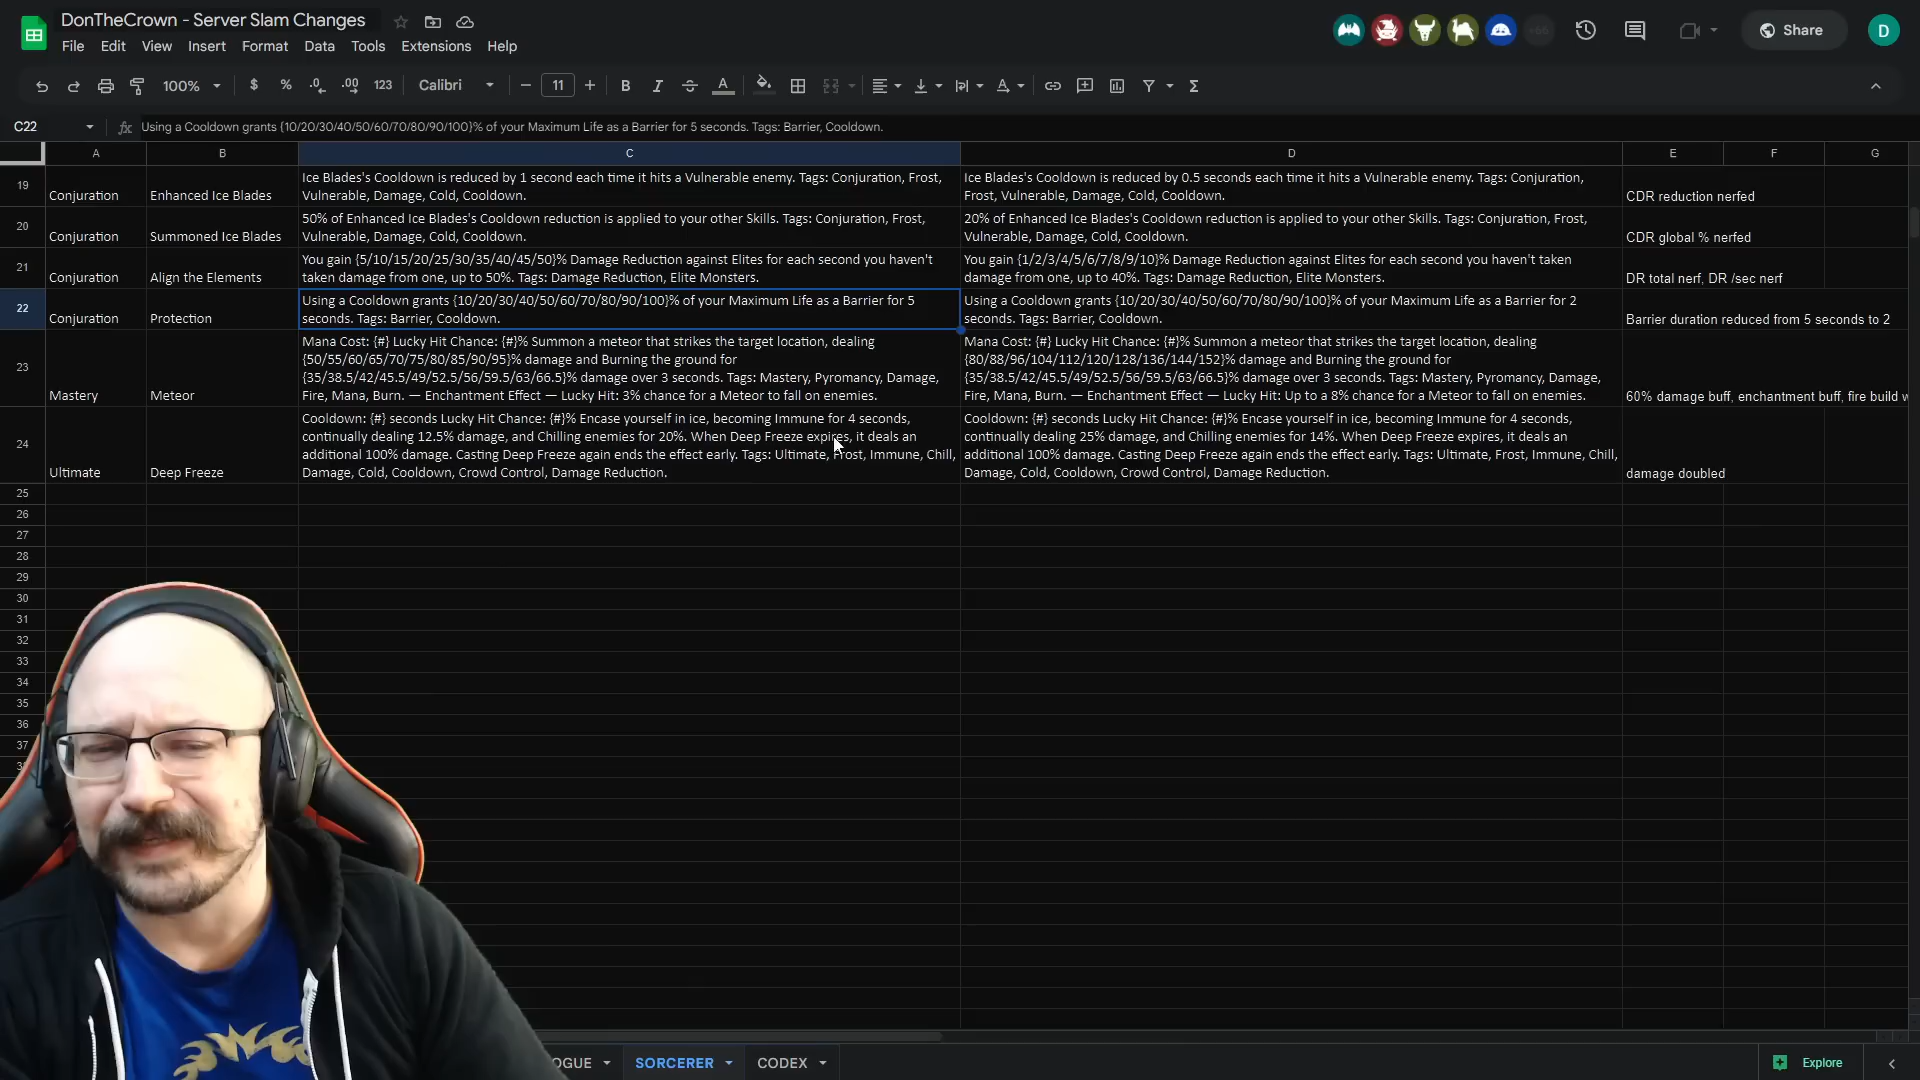 DonTheCrown - Server Slam Changes
File Edit View Insert Format Data Tools Extensions Help
Share
D
100% $ % .0 .00 123 Calibri 11 B I A
C22
Using a Cooldown grants {10/20/30/40/50/60/70/80/90/100}% of your Maximum Life as a Barrier for 5 seconds. Tags: Barrier, Cooldown.
A B C D E F G
19 Conjuration Enhanced Ice Blades
Ice Blades's Cooldown is reduced by 1 second each time it hits a Vulnerable enemy. Tags: Conjuration, Frost,
Vulnerable, Damage, Cold, Cooldown.
Ice Blades's Cooldown is reduced by 0.5 seconds each time it hits a Vulnerable enemy. Tags: Conjuration,
Frost, Vulnerable, Damage, Cold, Cooldown.
CDR reduction nerfed
20 Conjuration Summoned Ice Blades
50% of Enhanced Ice Blades's Cooldown reduction is applied to your other Skills. Tags: Conjuration, Frost,
Vulnerable, Damage, Cold, Cooldown.
20% of Enhanced Ice Blades's Cooldown reduction is applied to your other Skills. Tags: Conjuration, Frost,
Vulnerable, Damage, Cold, Cooldown.
CDR global % nerfed
21 Conjuration Align the Elements
You gain {5/10/15/20/25/30/35/40/45/50}% Damage Reduction against Elites for each second you haven't
taken damage from one, up to 50%. Tags: Damage Reduction, Elite Monsters.
You gain {1/2/3/4/5/6/7/8/9/10}% Damage Reduction against Elites for each second you haven't taken
damage from one, up to 40%. Tags: Damage Reduction, Elite Monsters.
DR total nerf, DR /sec nerf
22 Conjuration Protection
Using a Cooldown grants {10/20/30/40/50/60/70/80/90/100}% of your Maximum Life as a Barrier for 5
seconds. Tags: Barrier, Cooldown.
Using a Cooldown grants {10/20/30/40/50/60/70/80/90/100}% of your Maximum Life as a Barrier for 2
seconds. Tags: Barrier, Cooldown.
Barrier duration reduced from 5 seconds to 2
23 Mastery Meteor
Mana Cost: {#} Lucky Hit Chance: {#}% Summon a meteor that strikes the target location, dealing
{50/55/60/65/70/75/80/85/90/95}% damage and Burning the ground for
{35/38.5/42/45.5/49/52.5/56/59.5/63/66.5}% damage over 3 seconds. Tags: Mastery, Pyromancy, Damage,
Fire, Mana, Burn. — Enchantment Effect — Lucky Hit: 3% chance for a Meteor to fall on enemies.
Mana Cost: {#} Lucky Hit Chance: {#}% Summon a meteor that strikes the target location, dealing
{80/88/96/104/112/120/128/136/144/152}% damage and Burning the ground for
{35/38.5/42/45.5/49/52.5/56/59.5/63/66.5}% damage over 3 seconds. Tags: Mastery, Pyromancy, Damage,
Fire, Mana, Burn. — Enchantment Effect — Lucky Hit: Up to a 8% chance for a Meteor to fall on enemies.
60% damage buff, enchantment buff, fire build w
24 Ultimate Deep Freeze
Cooldown: {#} seconds Lucky Hit Chance: {#}% Encase yourself in ice, becoming Immune for 4 seconds,
continually dealing 12.5% damage, and Chilling enemies for 20%. When Deep Freeze expires, it deals an
additional 100% damage. Casting Deep Freeze again ends the effect early. Tags: Ultimate, Frost, Immune, Chill,
Damage, Cold, Cooldown, Crowd Control, Damage Reduction.
Cooldown: {#} seconds Lucky Hit Chance: {#}% Encase yourself in ice, becoming Immune for 4 seconds,
continually dealing 25% damage, and Chilling enemies for 14%. When Deep Freeze expires, it deals an
additional 100% damage. Casting Deep Freeze again ends the effect early. Tags: Ultimate, Frost, Immune, Chill,
Damage, Cold, Cooldown, Crowd Control, Damage Reduction.
damage doubled
25
26
27
28
29
30
31
32
33
34
35
36
37
OGUE SORCERER CODEX Explore